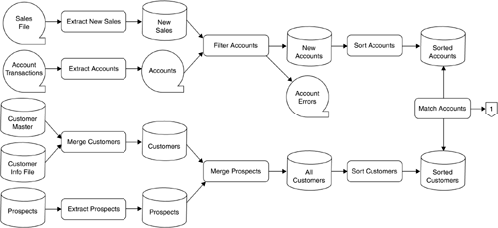 Sales
File
Extract New Sales
New
Sales
Filter Accounts
New
Accounts
Sort Accounts
Sorted
Accounts
Account
Transactions
Extract Accounts
Accounts
Account
Errors
Match Accounts
1
Customer
Master
Customer
Info File
Merge Customers
Customers
Merge Prospects
All
Customers
Sort Customers
Sorted
Customers
Prospects
Extract Prospects
Prospects